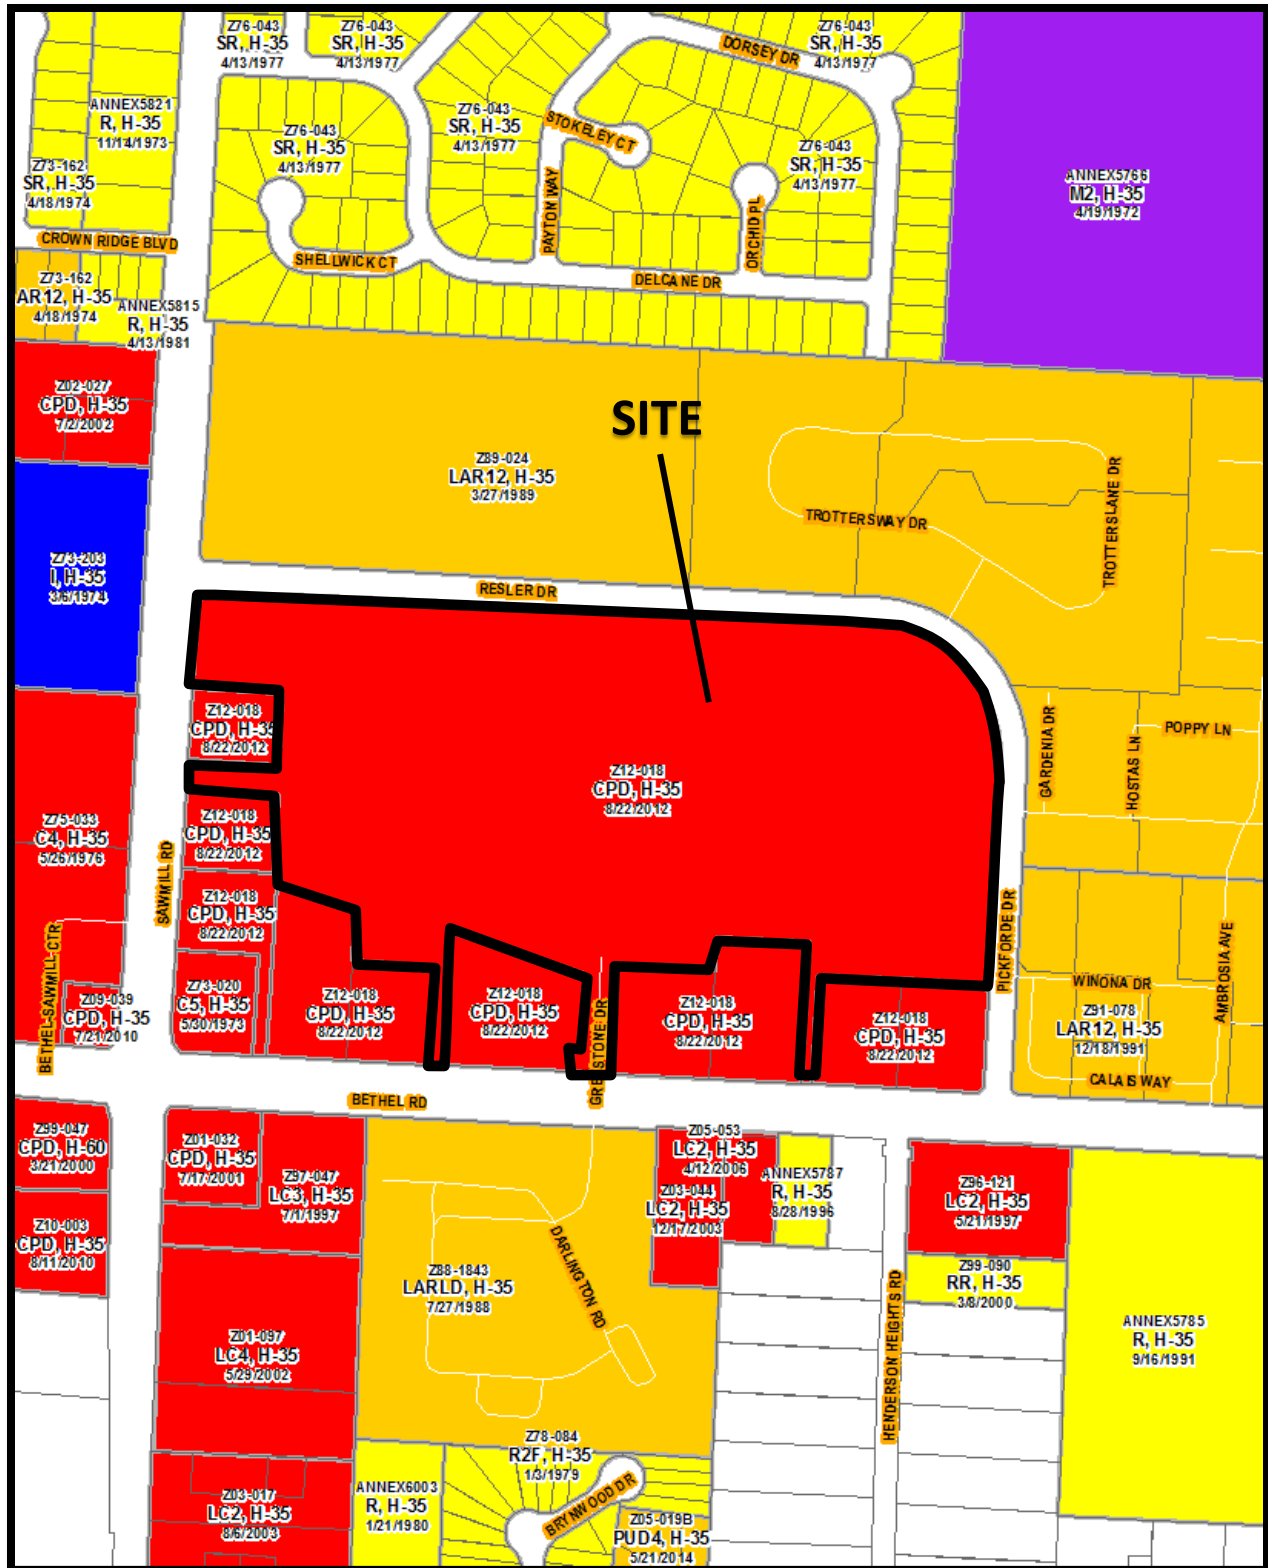 Z76-043
SR, H-35
4/13/1977
Z76-043
SR, H-35
4/13/1977
Z76-043
SR, H-35
4/13/1977
DORSEY DR
ANNEX5821
R, H-35
11/14/1973
Z76-043
SR, H-35
4/13/1977
Z76-043
SR, H-35
4/13/1977
STOKELEY CT
Z76-043
SR, H-35
4/13/1977
ANNEX5766
M2, H-35
4/19/1972
Z73-162
SR, H-35
4/18/1974
PAYTON WAY
ORCHID PL
CROWN RIDGE BLVD
SHELLWICK CT
DELCANE DR
Z73-162
AR12, H-35
4/18/1974
ANNEX5815
R, H-35
4/13/1981
Z02-027
CPD, H-35
7/2/2002
SITE
Z89-024
LAR12, H-35
3/27/1989
TROTTERSWAY DR
TROTTERSLANE DR
Z73-203
I, H-35
3/6/1974
RESLER DR
Z12-018
CPD, H-35
8/22/2012
GARDENIA DR
HOSTAS LN
POPPY LN
Z12-018
CPD, H-35
8/22/2012
Z75-033
C4, H-35
5/26/1976
Z12-018
CPD, H-35
8/22/2012
SAWMILL RD
Z12-018
CPD, H-35
8/22/2012
PICKFORDE DR
AMBROSIA AVE
BETHEL-SAWMILL CTR
Z09-039
CPD, H-35
7/21/2010
Z73-020
C5, H-35
5/30/1973
Z12-018
CPD, H-35
8/22/2012
Z12-018
CPD, H-35
8/22/2012
STONE DR
Z12-018
CPD, H-35
8/22/2012
Z12-018
CPD, H-35
8/22/2012
WINONA DR
Z91-078
LAR12, H-35
12/18/1991
CALAIS WAY
BETHEL RD
Z99-047
CPD, H-60
3/21/2000
Z01-032
CPD, H-35
7/17/2001
Z97-047
LC3, H-35
7/1/1997
Z05-053
LC2, H-35
4/12/2006
ANNEX5787
R, H-35
8/28/1996
Z03-044
LC2, H-35
12/17/2003
Z96-121
LC2, H-35
5/21/1997
Z10-003
CPD, H-35
8/11/2010
DARLINGTON RD
Z88-1843
LARLD, H-35
7/27/1988
Z99-090
RR, H-35
3/8/2000
HENDERSON HEIGHTS RD
ANNEX5785
R, H-35
9/16/1991
Z01-097
LC4, H-35
5/29/2002
Z78-084
R2F, H-35
1/3/1979
Z03-017
LC2, H-35
8/6/2003
ANNEX6003
R, H-35
1/21/1980
BRYNWOOD DR
Z05-019B
PUD4, H-35
5/21/2014